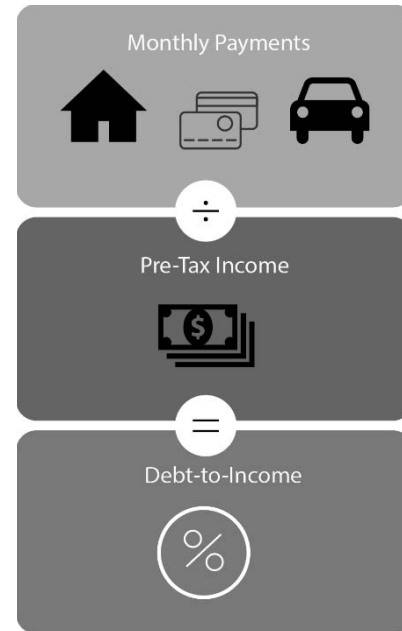 Monthly Payments
÷
Pre-Tax Income
$
=
Debt-to-Income
%